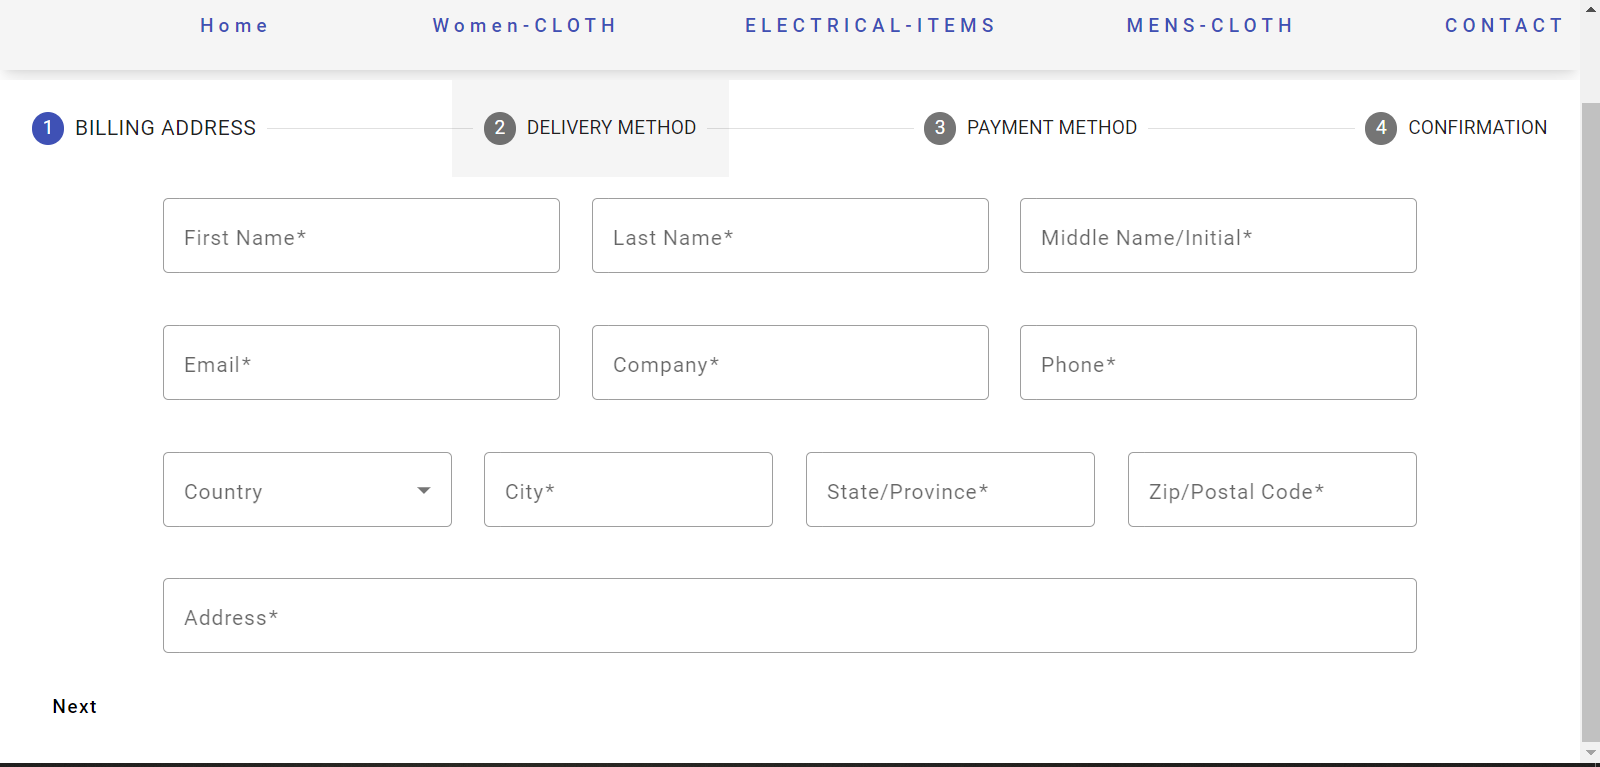 Home Women-CLOTH ELECTRICAL-ITEMS MENS-CLOTH CONTACT
1 BILLING ADDRESS 2 DELIVERY METHOD 3 PAYMENT METHOD 4 CONFIRMATION
First Name* Last Name* Middle Name/Initial*
Email* Company* Phone*
Country City* State/Province* Zip/Postal Code*
Address*
Next